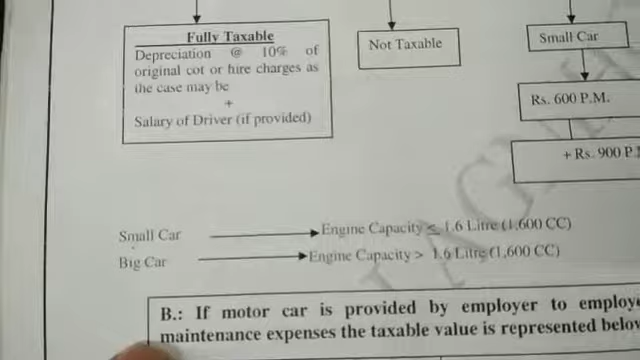 Fully Taxable
Depreciation @ 10% of
original cot or hire charges as
the case may be
+
Salary of Driver (if provided)
Not Taxable
Small Car
Rs. 600 P.M.
+ Rs. 900 P.
Small Car Engine Capacity ≤ 1.6 Litre (1,600 CC)
Big Car Engine Capacity > 1.6 Litre (1,600 CC)
B.: If motor car is provided by employer to employe
maintenance expenses the taxable value is represented below